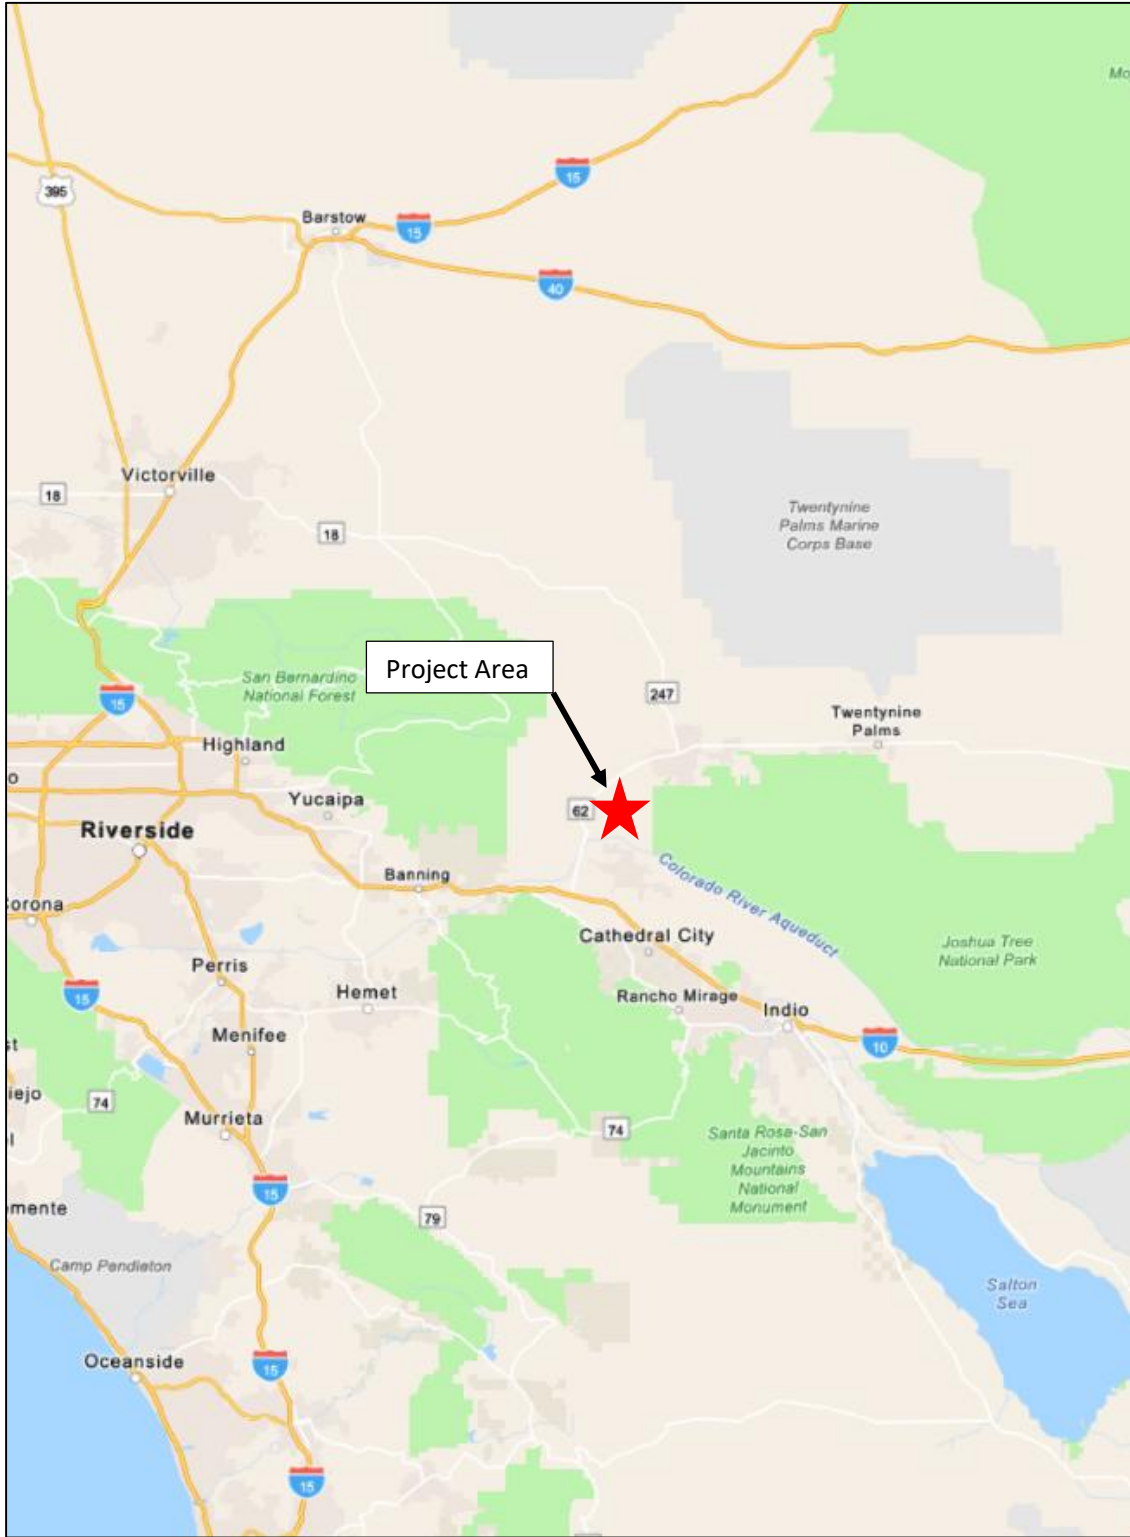 Mo
395
15
Barstow
15
40
Victorville
18
18
Twentynine
Palms Marine
Corps Base
Project Area
San Bernardino
National Forest
15
247
Twentynine
Palms
Highland
o
Yucaipa
62
Riverside
Banning
Colorado River Aqueduct
Corona
Cathedral City
Joshua Tree
National Park
Perris
15
Hemet
Rancho Mirage
Indio
Menifee
10
st
iejo
74
Murrieta
74
l
Santa Rosa-San
Jacinto
Mountains
National
Monument
15
emente
79
Camp Pendleton
Salton
Sea
Oceanside
15
15